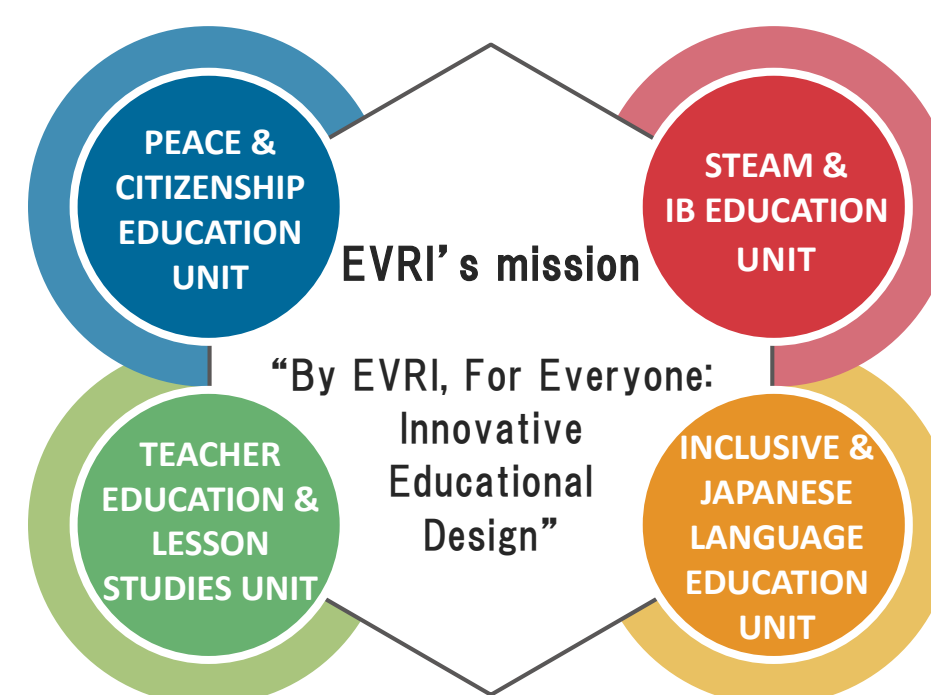 PEACE &
CITIZENSHIP
EDUCATION
UNIT
STEAM &
IB EDUCATION
UNIT
EVRI’s mission
“By EVRI, For Everyone:
Innovative
Educational
Design”
TEACHER
EDUCATION &
LESSON
STUDIES UNIT
INCLUSIVE &
JAPANESE
LANGUAGE
EDUCATION
UNIT